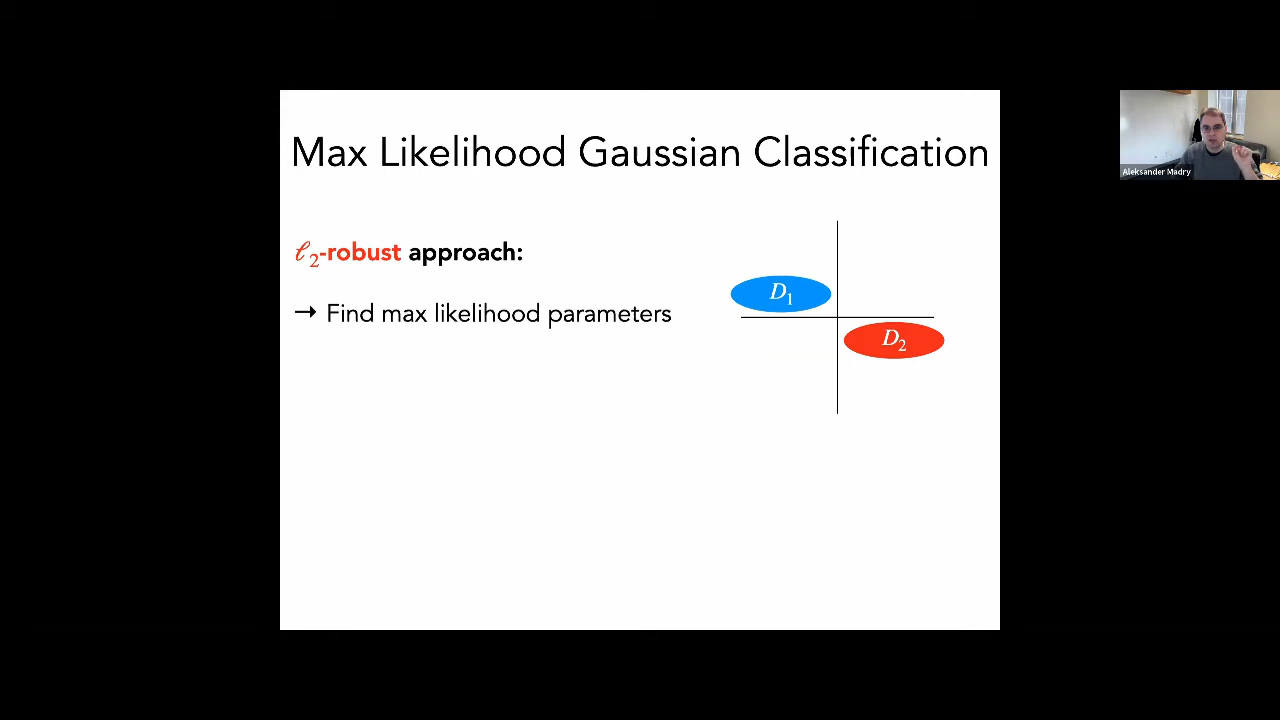 Max Likelihood Gaussian Classification
ℓ₂-robust approach:
→ Find max likelihood parameters
D₁
D₂
Aleksander Madry